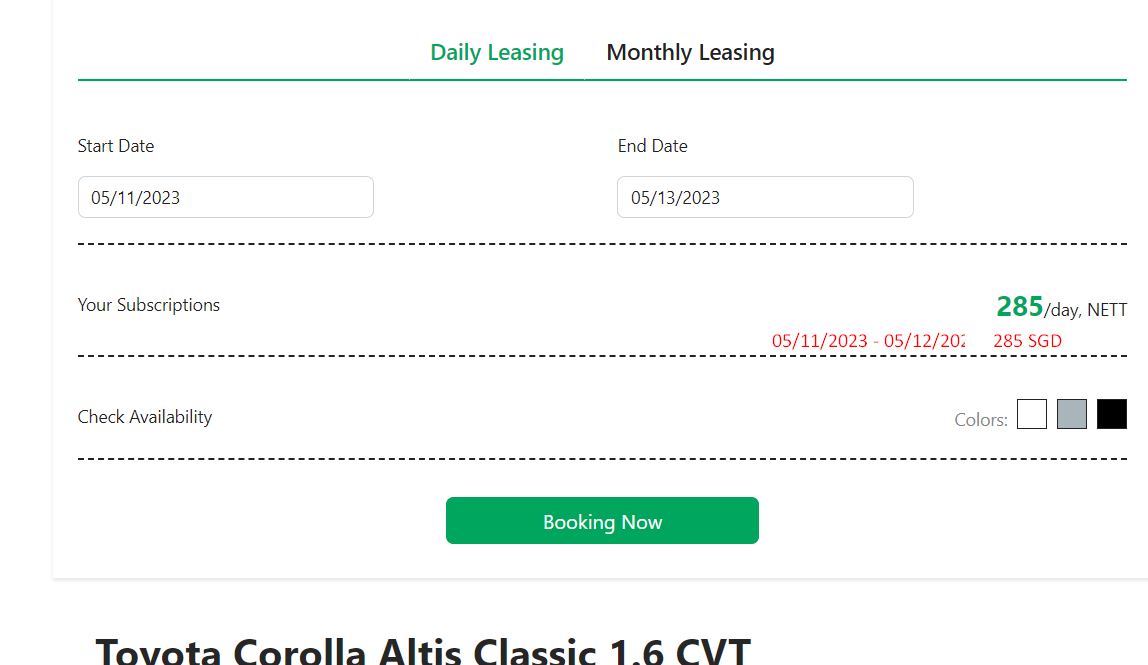 Daily Leasing Monthly Leasing
Start Date End Date
05/11/2023 05/13/2023
Your Subscriptions 285/day, NETT
05/11/2023 - 05/12/202 285 SGD
Check Availability Colors:
Booking Now
Toyota Corolla Altis Classic 1.6 CVT